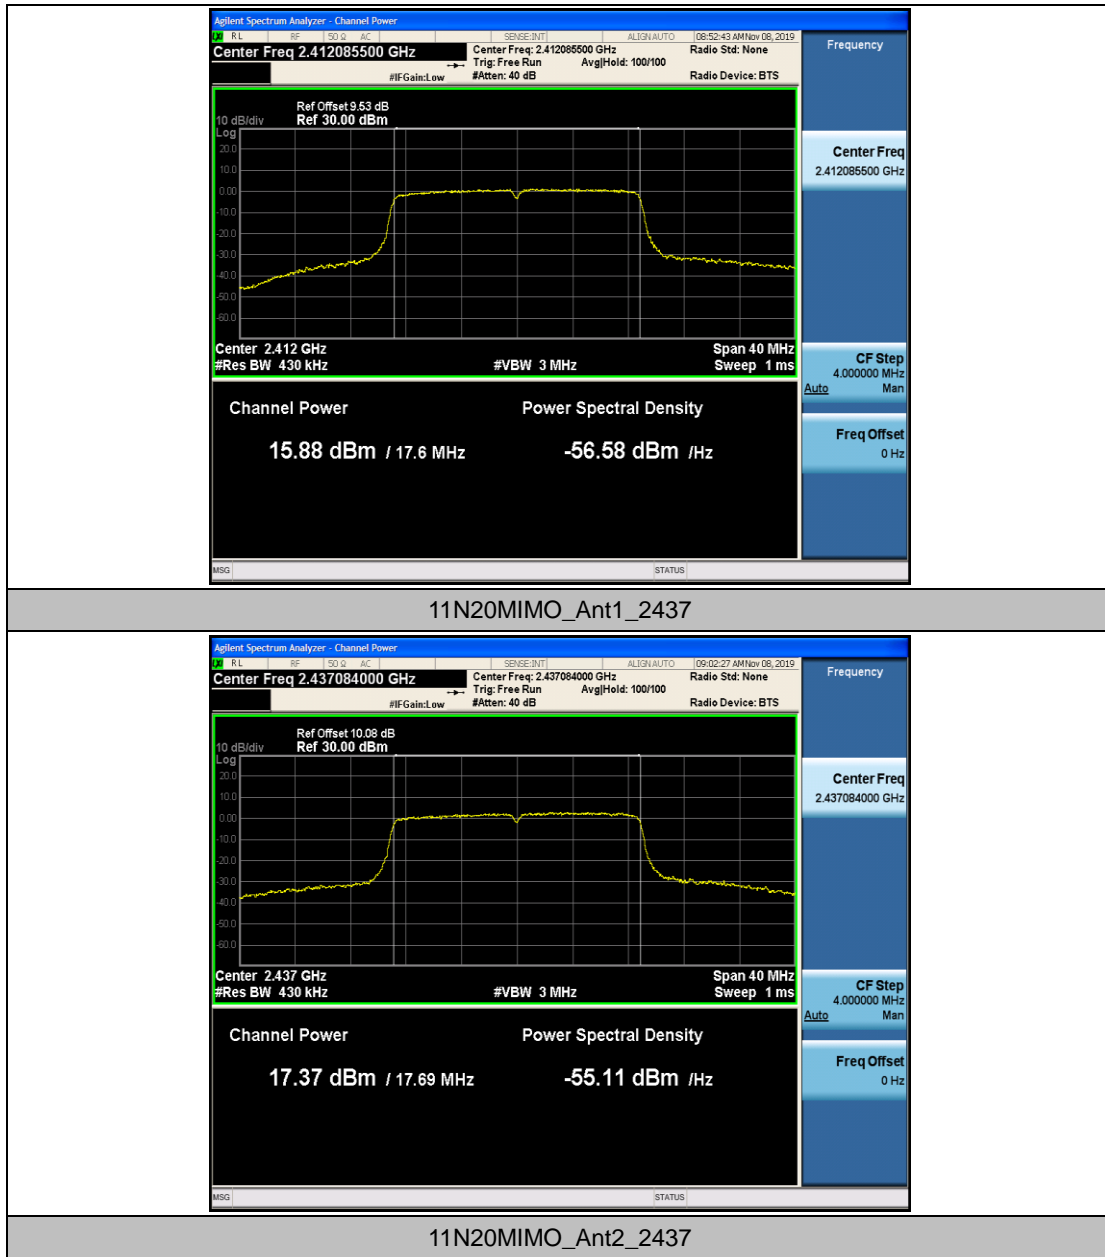 Agilent Spectrum Analyzer - Channel Power
RL RF 50 Ω AC SENSE:INT ALIGN AUTO 08:52:43 AM Nov 08, 2019
Center Freq 2.412085500 GHz
Center Freq: 2.412085500 GHz
Radio Std: None
Trig: Free Run Avg|Hold: 100/100
#IFGain:Low #Atten: 40 dB Radio Device: BTS
Frequency
Ref Offset 9.53 dB
10 dB/div Ref 30.00 dBm
Log
20.0
10.0
0.00
-10.0
-20.0
-30.0
-40.0
-50.0
-60.0
Center 2.412 GHz Span 40 MHz
#Res BW 430 kHz #VBW 3 MHz Sweep 1 ms
Center Freq
2.412085500 GHz
CF Step
4.000000 MHz
Auto Man
Freq Offset
0 Hz
Channel Power Power Spectral Density
15.88 dBm / 17.6 MHz -56.58 dBm /Hz
MSG STATUS
11N20MIMO_Ant1_2437
Agilent Spectrum Analyzer - Channel Power
RL RF 50 Ω AC SENSE:INT ALIGN AUTO 09:02:27 AM Nov 08, 2019
Center Freq 2.437084000 GHz
Center Freq: 2.437084000 GHz
Radio Std: None
Trig: Free Run Avg|Hold: 100/100
#IFGain:Low #Atten: 40 dB Radio Device: BTS
Frequency
Ref Offset 10.08 dB
10 dB/div Ref 30.00 dBm
Log
20.0
10.0
0.00
-10.0
-20.0
-30.0
-40.0
-50.0
-60.0
Center 2.437 GHz Span 40 MHz
#Res BW 430 kHz #VBW 3 MHz Sweep 1 ms
Center Freq
2.437084000 GHz
CF Step
4.000000 MHz
Auto Man
Freq Offset
0 Hz
Channel Power Power Spectral Density
17.37 dBm / 17.69 MHz -55.11 dBm /Hz
MSG STATUS
11N20MIMO_Ant2_2437